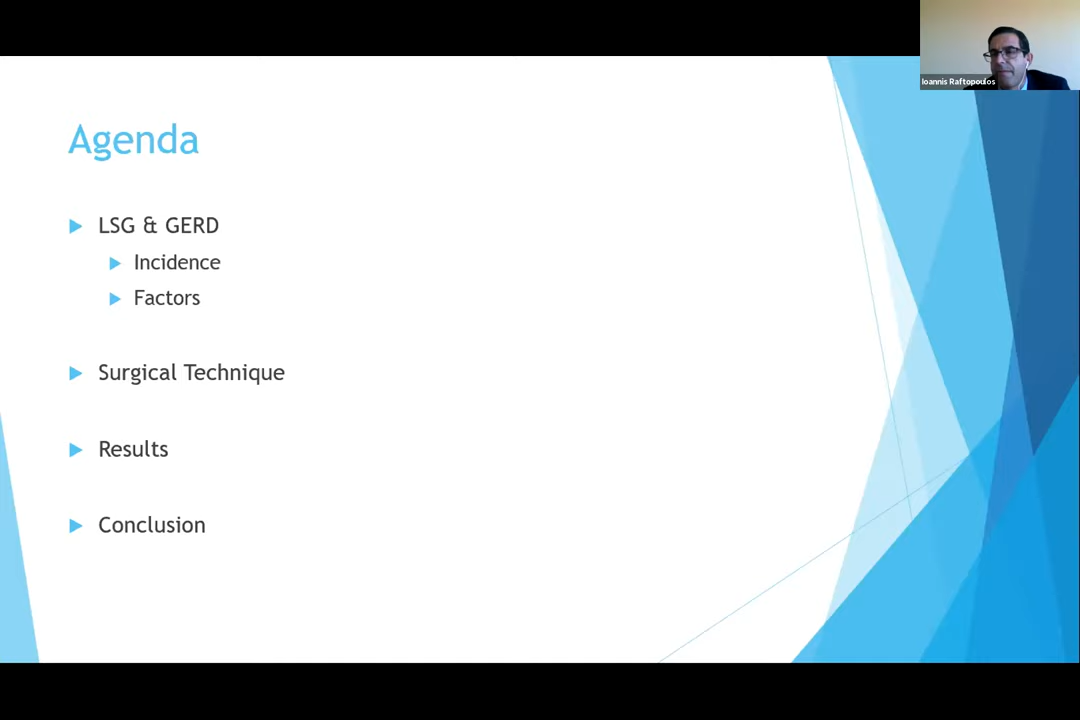 Ioannis Raftopoulos
Agenda
LSG & GERD
Incidence
Factors
Surgical Technique
Results
Conclusion